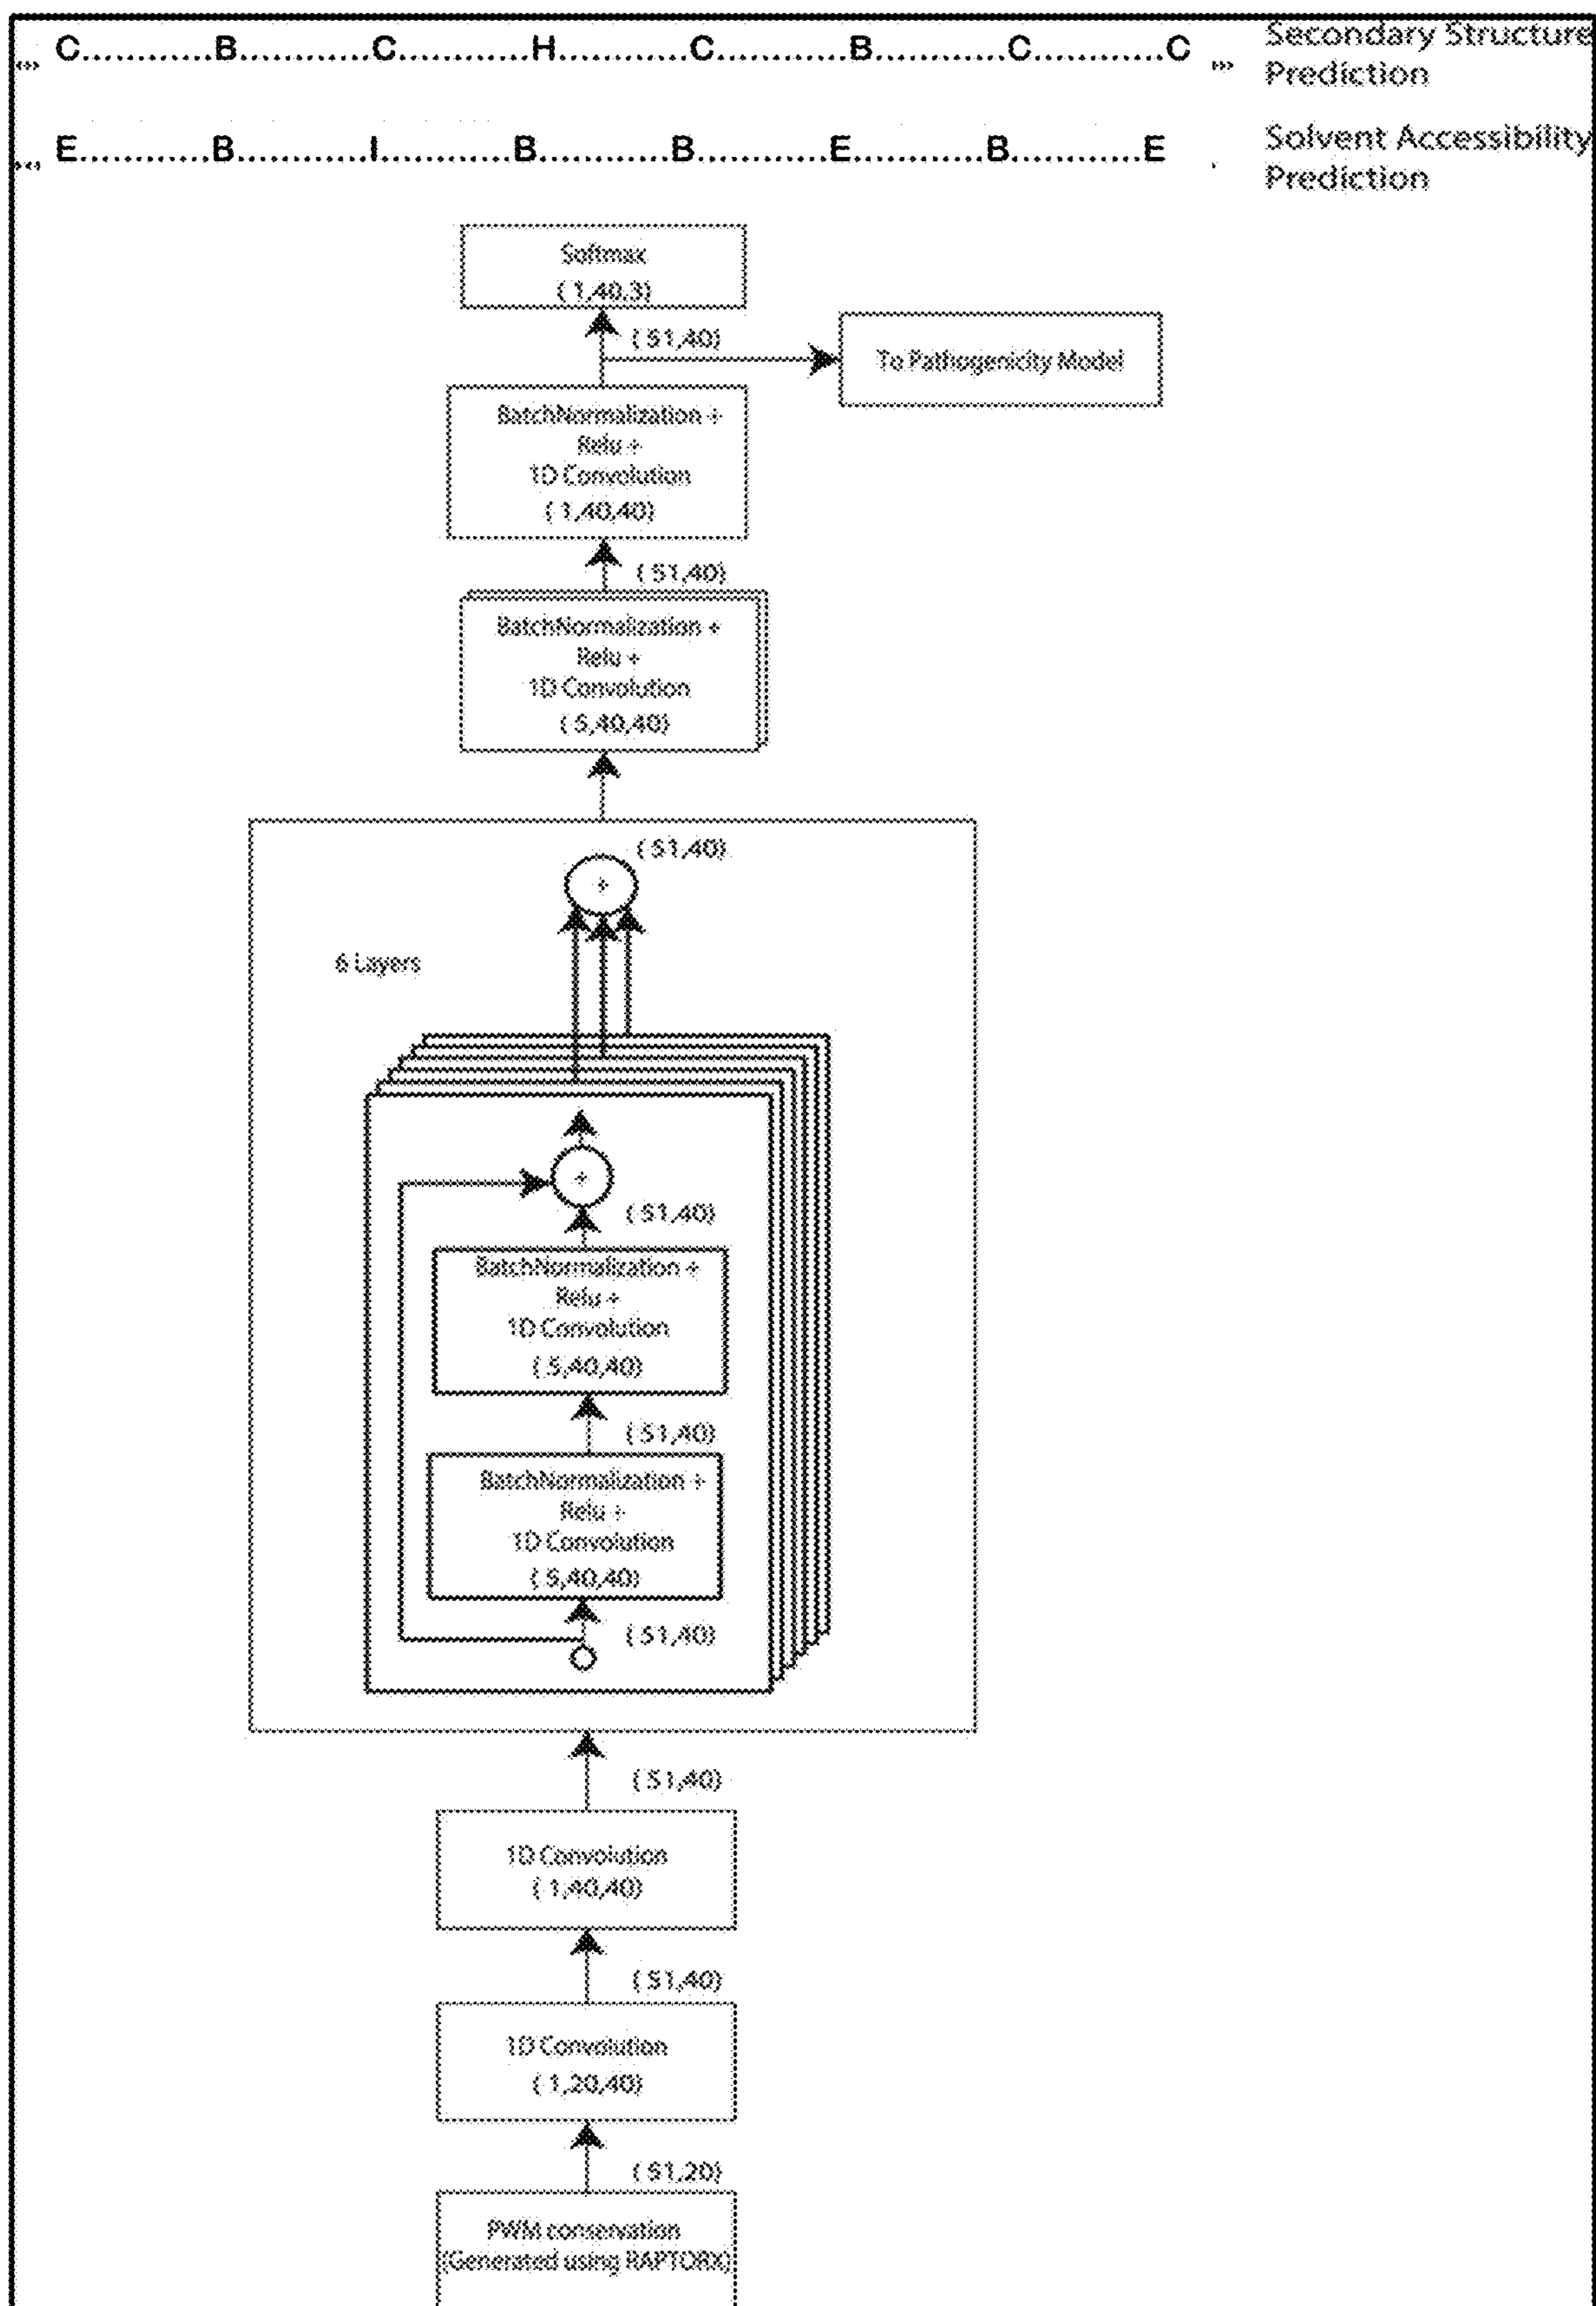 C............B............C............H............C............B............C............C
Secondary Structure
Prediction
E............B............I............B............B............E............B............E
Solvent Accessibility
Prediction
Softmax
( 1,40,3)
( 51,40)
To Pathogenicity Model
BatchNormalization +
Relu +
1D Convolution
( 1,40,40)
( 51,40)
BatchNormalization +
Relu +
1D Convolution
( 5,40,40)
( 51,40)
+
6 Layers
+
( 51,40)
BatchNormalization +
Relu +
1D Convolution
( 5,40,40)
( 51,40)
BatchNormalization +
Relu +
1D Convolution
( 5,40,40)
( 51,40)
( 51,40)
1D Convolution
( 1,40,40)
( 51,40)
1D Convolution
( 1,20,40)
( 51,20)
PWM conservation
(Generated using RAPTORX)